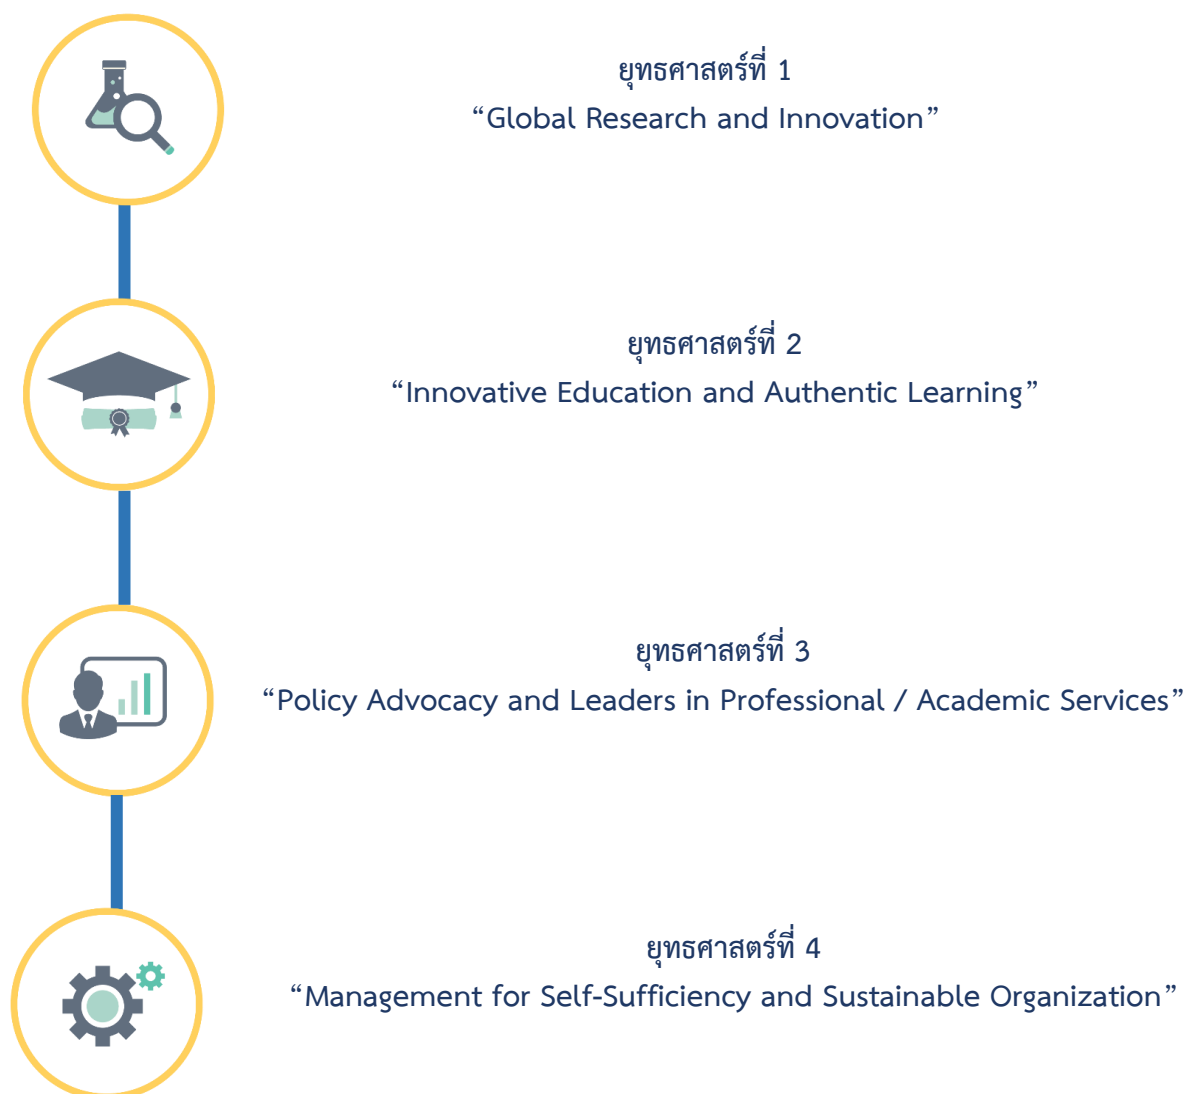 ยุทธศาสตร์ที่ 1
“Global Research and Innovation”
ยุทธศาสตร์ที่ 2
“Innovative Education and Authentic Learning”
ยุทธศาสตร์ที่ 3
“Policy Advocacy and Leaders in Professional / Academic Services”
ยุทธศาสตร์ที่ 4
“Management for Self-Sufficiency and Sustainable Organization”